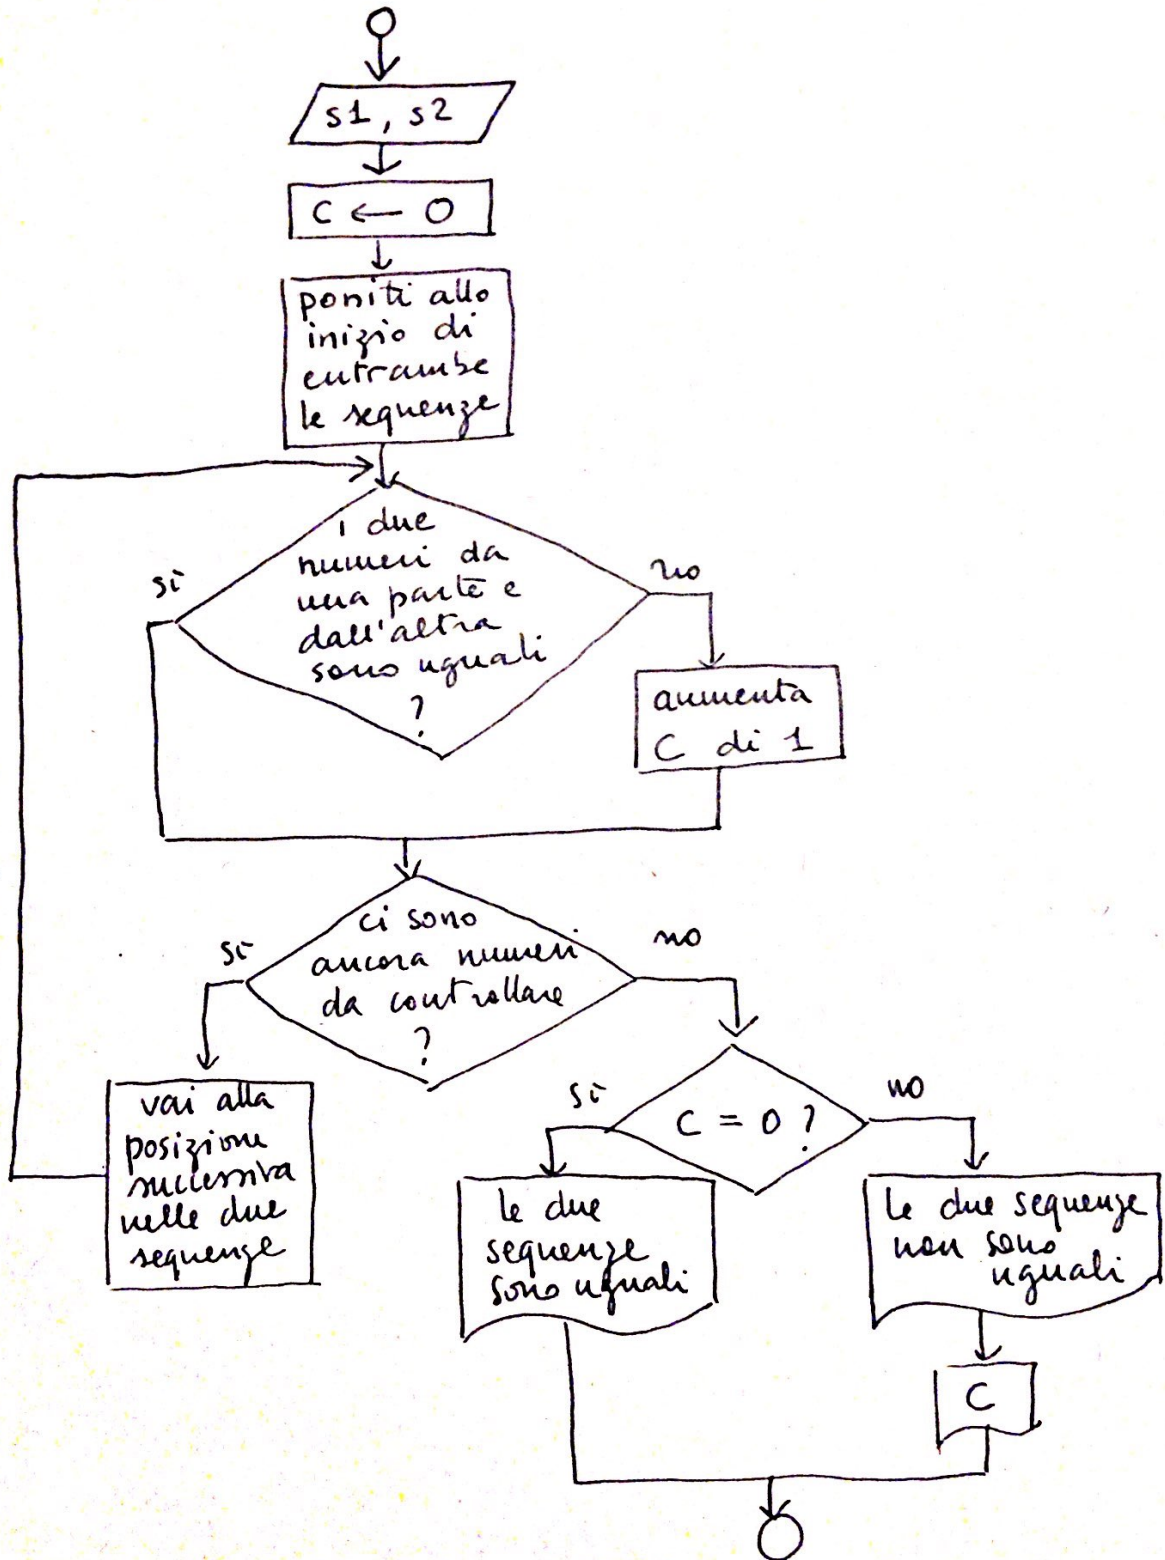 s1, s2
C ← 0
poniti allo
inizio di
entrambe
le sequenze
i due
numeri da
una parte e
dall'altra
sono uguali
?
sì
no
aumenta
C di 1
ci sono
ancora numeri
da controllare
?
sì
no
vai alla
posizione
successiva
nelle due
sequenze
C = 0 ?
sì
no
le due
sequenze
sono uguali
le due sequenze
non sono
uguali
C